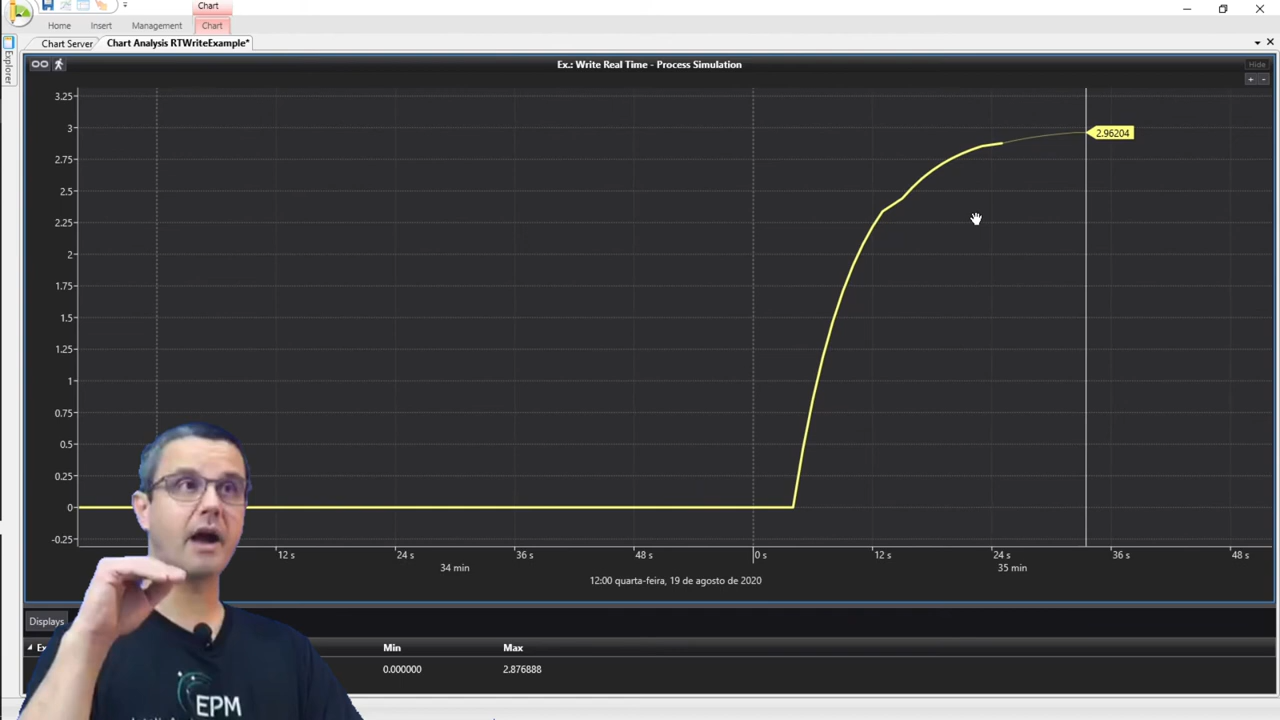 Chart
Home Insert Management Chart
Chart Server Chart Analysis RTWriteExample*
Explorer
Ex.: Write Real Time - Process Simulation
Hide
+ -
3.25
3
2.96204
2.75
2.5
2.25
2
1.75
1.5
1.25
1
0.75
0.5
0.25
0
-0.25
12 s 24 s 36 s 48 s 0 s 12 s 24 s 36 s 48 s
34 min 35 min
12:00 quarta-feira, 19 de agosto de 2020
Displays
Ex Min Max
0.000000 2.876888
EPM